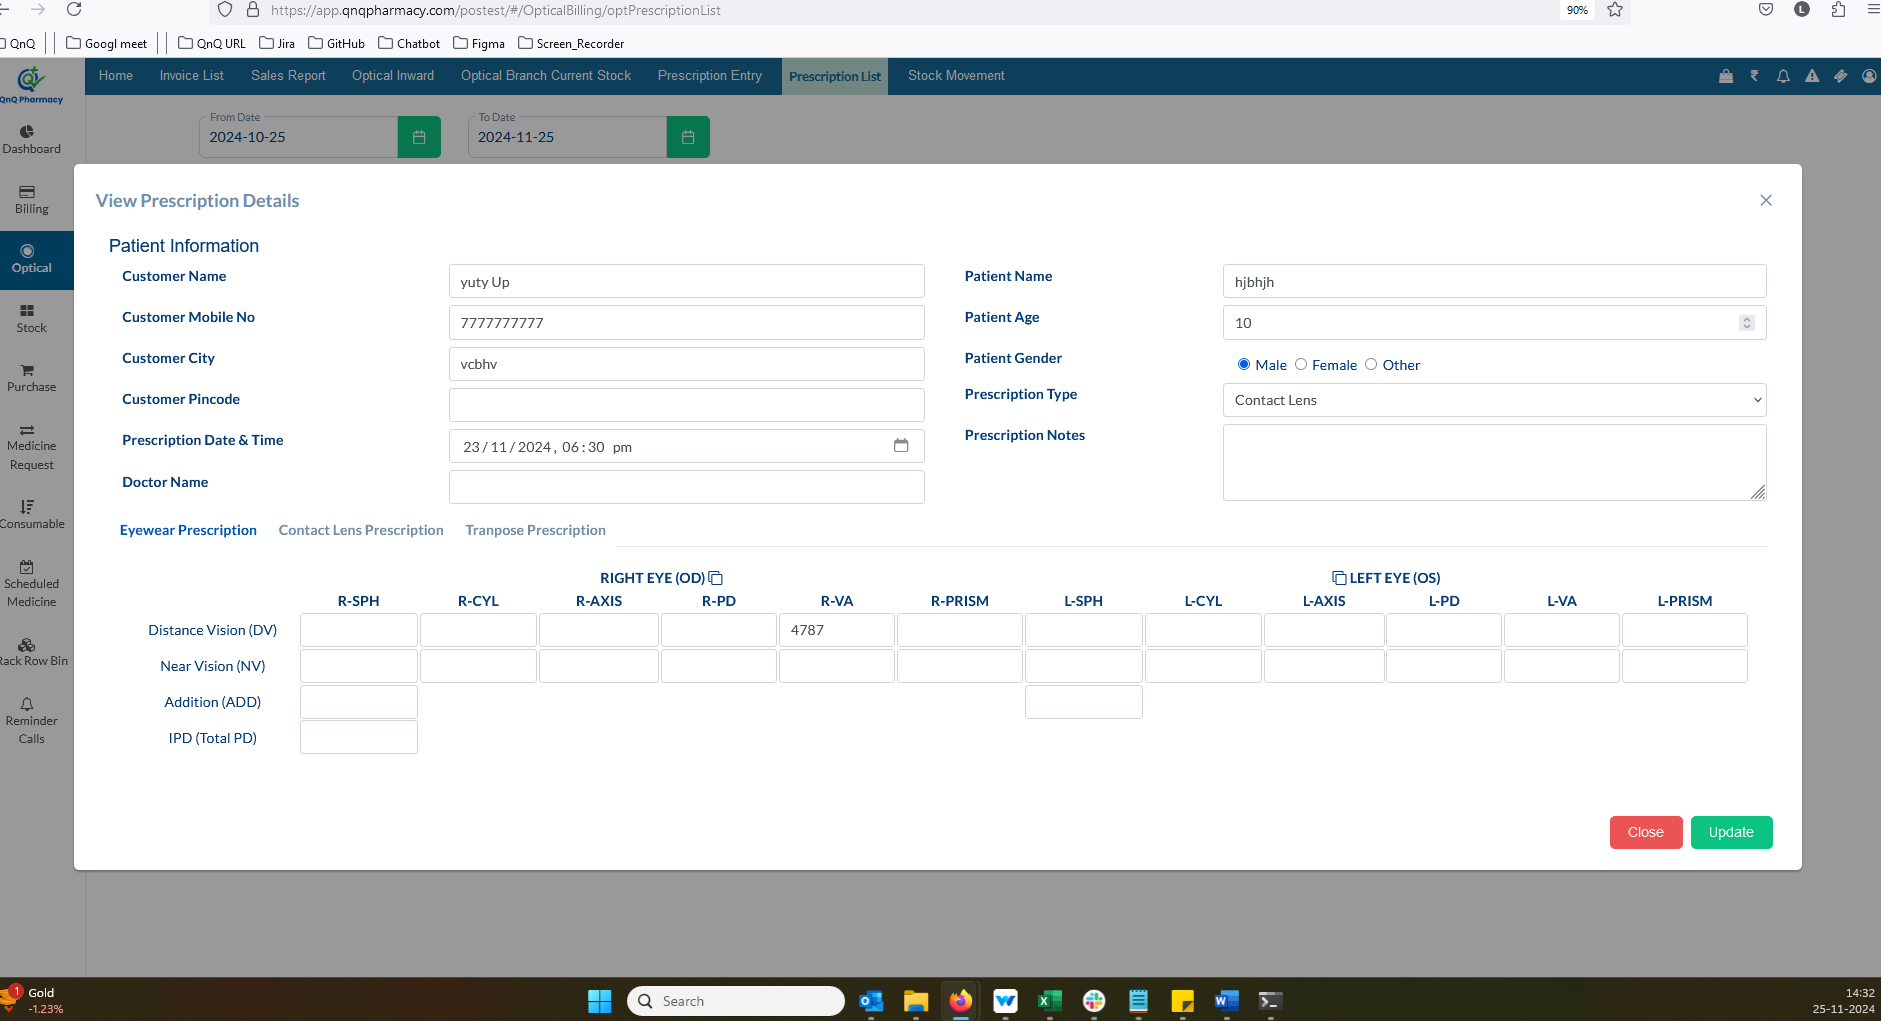 https://app.qnqpharmacy.com/postest/#/OpticalBilling/optPrescriptionList
90%
L
QnQ
Googl meet
QnQ URL
Jira
GitHub
Chatbot
Figma
Screen_Recorder
QnQ Pharmacy
Home
Invoice List
Sales Report
Optical Inward
Optical Branch Current Stock
Prescription Entry
Prescription List
Stock Movement
Dashboard
Billing
Optical
Stock
Purchase
Medicine
Request
Consumable
Scheduled
Medicine
Rack Row Bin
Reminder
Calls
From Date
2024-10-25
To Date
2024-11-25
View Prescription Details
Patient Information
Customer Name
yuty Up
Patient Name
hjbhjh
Customer Mobile No
7777777777
Patient Age
10
Customer City
vcbhv
Patient Gender
Male
Female
Other
Customer Pincode
Prescription Type
Contact Lens
Prescription Date & Time
23/11/2024, 06:30 pm
Prescription Notes
Doctor Name
Eyewear Prescription
Contact Lens Prescription
Tranpose Prescription
RIGHT EYE (OD)
LEFT EYE (OS)
R-SPH R-CYL R-AXIS R-PD R-VA R-PRISM L-SPH L-CYL L-AXIS L-PD L-VA L-PRISM
Distance Vision (DV)
4787
Near Vision (NV)
Addition (ADD)
IPD (Total PD)
Close
Update
1
Gold
-1.23%
Search
14:32
25-11-2024